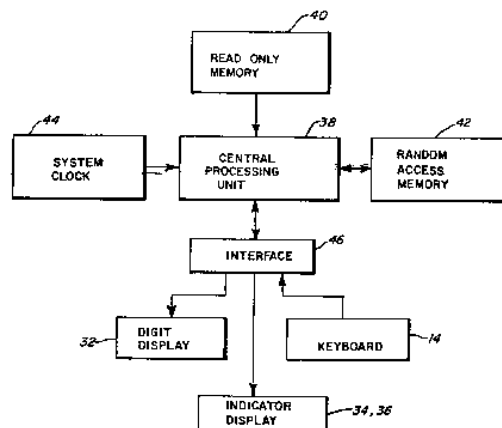 40
READ ONLY
MEMORY
44
38
42
SYSTEM
CLOCK
CENTRAL
PROCESSING
UNIT
RANDOM
ACCESS
MEMORY
46
INTERFACE
32
DIGIT
DISPLAY
KEYBOARD
14
INDICATOR
DISPLAY
34, 36